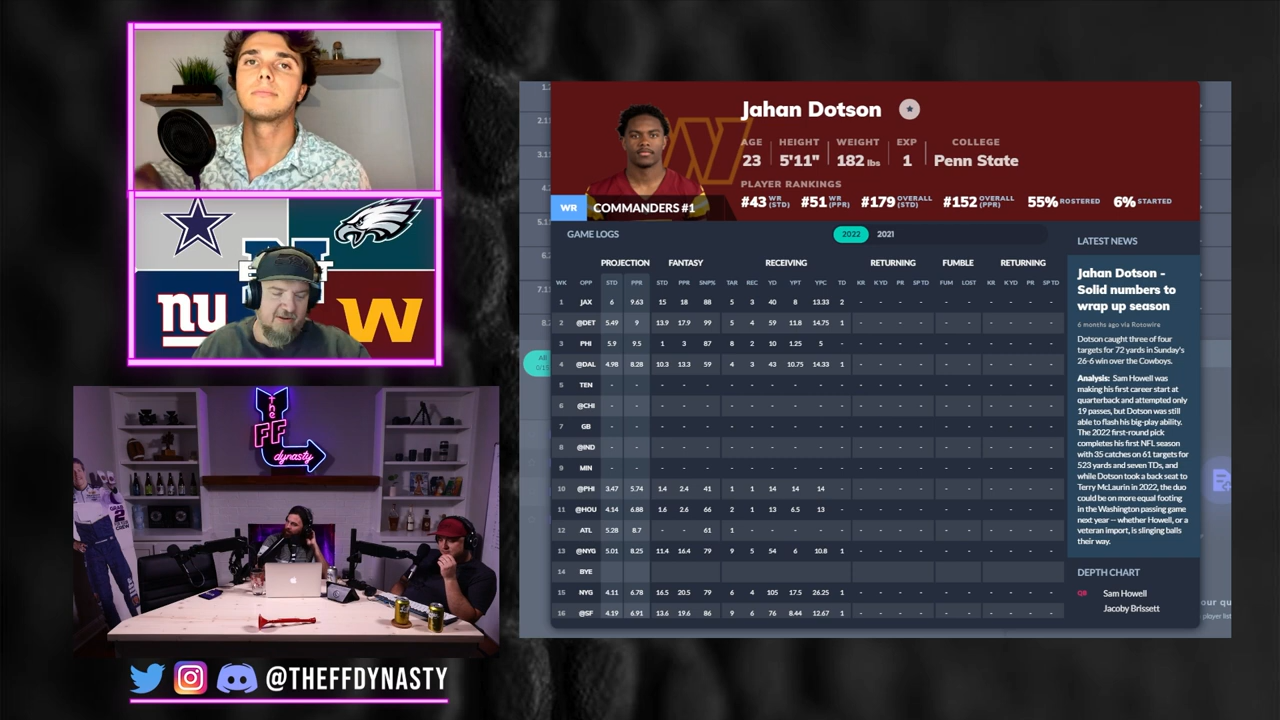 Jahan Dotson
AGE HEIGHT WEIGHT EXP COLLEGE
23 5'11" 182 lbs 1 Penn State
PLAYER RANKINGS
#43 WR (STD) #51 WR (PPR) #179 OVERALL (STD) #152 OVERALL (PPR) 55% ROSTERED 6% STARTED
WR COMMANDERS #1
GAME LOGS 2022 2021
PROJECTION FANTASY RECEIVING RETURNING FUMBLE RETURNING
WK OPP STD PPR STD PPR SNP% TAR REC YD YPT YPC TD KR KYD PR SPTD FUM LOST KR KYD PR SPTD
1 JAX 6 9.63 15 18 88 5 3 40 8 13.33 2 - - - - - - - - - -
2 @DET 5.49 9 13.9 17.9 99 5 4 59 11.8 14.75 1 - - - - - - - - - -
3 PHI 5.9 9.5 1 3 87 8 2 10 1.25 5 - - - - - - - - - - -
4 @DAL 4.98 8.28 10.3 13.3 59 4 3 43 10.75 14.33 1 - - - - - - - - - -
5 TEN - - - - - - - - - - - - - - - - - - - - -
6 @CHI - - - - - - - - - - - - - - - - - - - - -
7 GB - - - - - - - - - - - - - - - - - - - - -
8 @IND - - - - - - - - - - - - - - - - - - - - -
9 MIN - - - - - - - - - - - - - - - - - - - - -
10 @PHI 3.47 5.74 1.4 2.4 41 1 1 14 14 14 - - - - - - - - - - -
11 @HOU 4.14 6.88 1.6 2.6 66 2 1 13 6.5 13 - - - - - - - - - - -
12 ATL 5.28 8.7 - - 61 1 - - - - - - - - - - - - - - -
13 @NYG 5.01 8.25 11.4 16.4 79 9 5 54 6 10.8 1 - - - - - - - - - -
14 BYE
15 NYG 4.11 6.78 16.5 20.5 79 6 4 105 17.5 26.25 1 - - - - - - - - - -
16 @SF 4.19 6.91 13.6 19.6 86 9 6 76 8.44 12.67 1 - - - - - - - - - -
LATEST NEWS
Jahan Dotson -
Solid numbers to
wrap up season
6 months ago via Rotowire
Dotson caught three of four
targets for 72 yards in Sunday's
26-6 win over the Cowboys.
Analysis: Sam Howell was
making his first career start at
quarterback and attempted only
19 passes, but Dotson was still
able to flash his big-play ability.
The 2022 first-round pick
completes his first NFL season
with 35 catches on 61 targets for
523 yards and seven TDs, and
while Dotson took a back seat to
Terry McLaurin in 2022, the duo
could be on more equal footing
in the Washington passing game
next year — whether Howell, or a
veteran import, is slinging balls
their way.
DEPTH CHART
QB Sam Howell
Jacoby Brissett
ny
W
The
FF
dynasty
@THEFFDYNASTY